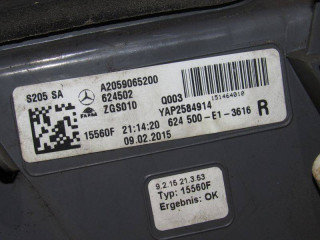 S205 SA
A2059065200
624502
ZGS010
Q003
151464010
YAP2584914
15560F 21:14:20 624 500-E1-3616 R
09.02.2015
9.2.15 21.3.53
Typ: 15560F
Ergebnis: OK